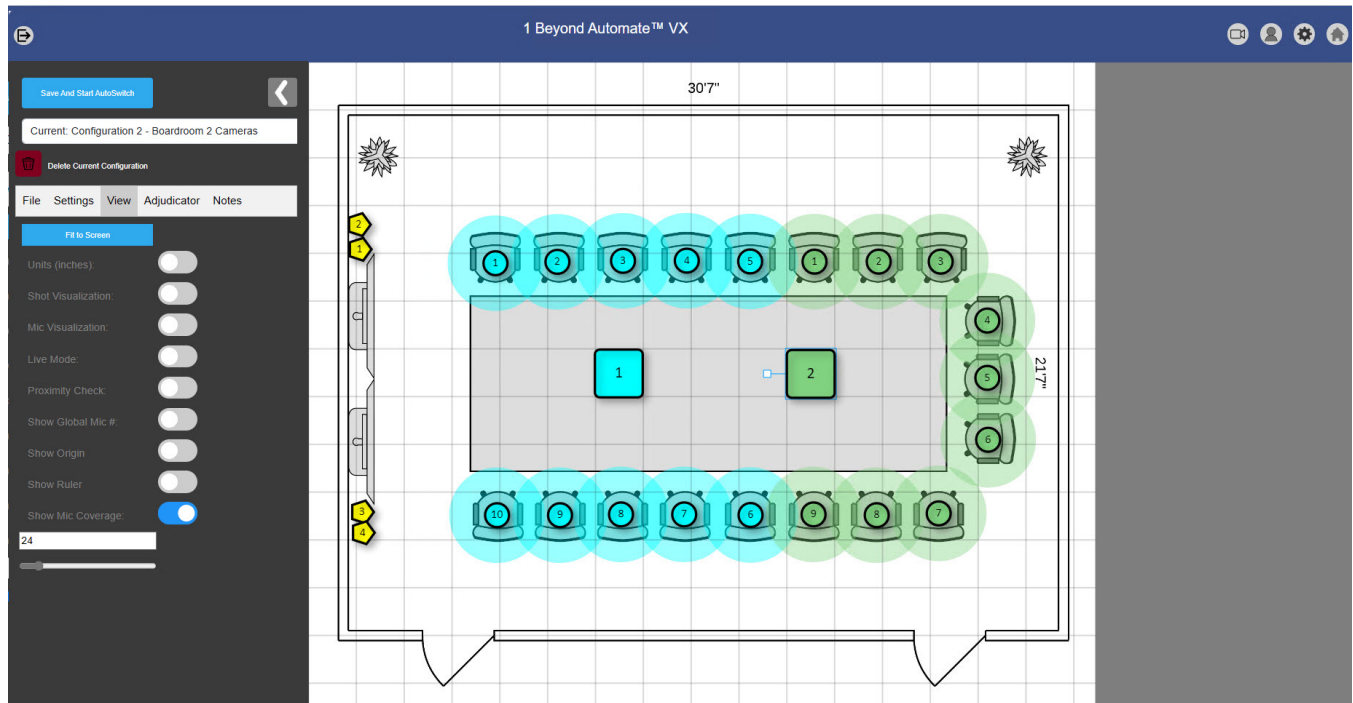 1 Beyond Automate™ VX
Save And Start AutoSwitch
Current: Configuration 2 - Boardroom 2 Cameras
Delete Current Configuration
File Settings View Adjudicator Notes
Fit to Screen
Units (inches):
Shot Visualization:
Mic Visualization:
Live Mode:
Proximity Check:
Show Global Mic #:
Show Origin
Show Ruler
Show Mic Coverage:
24
30'7"
2
1
1 2 3 4 5 1 2 3
4
1 2
5
21'7"
6
3
4
10 9 8 7 6 9 8 7